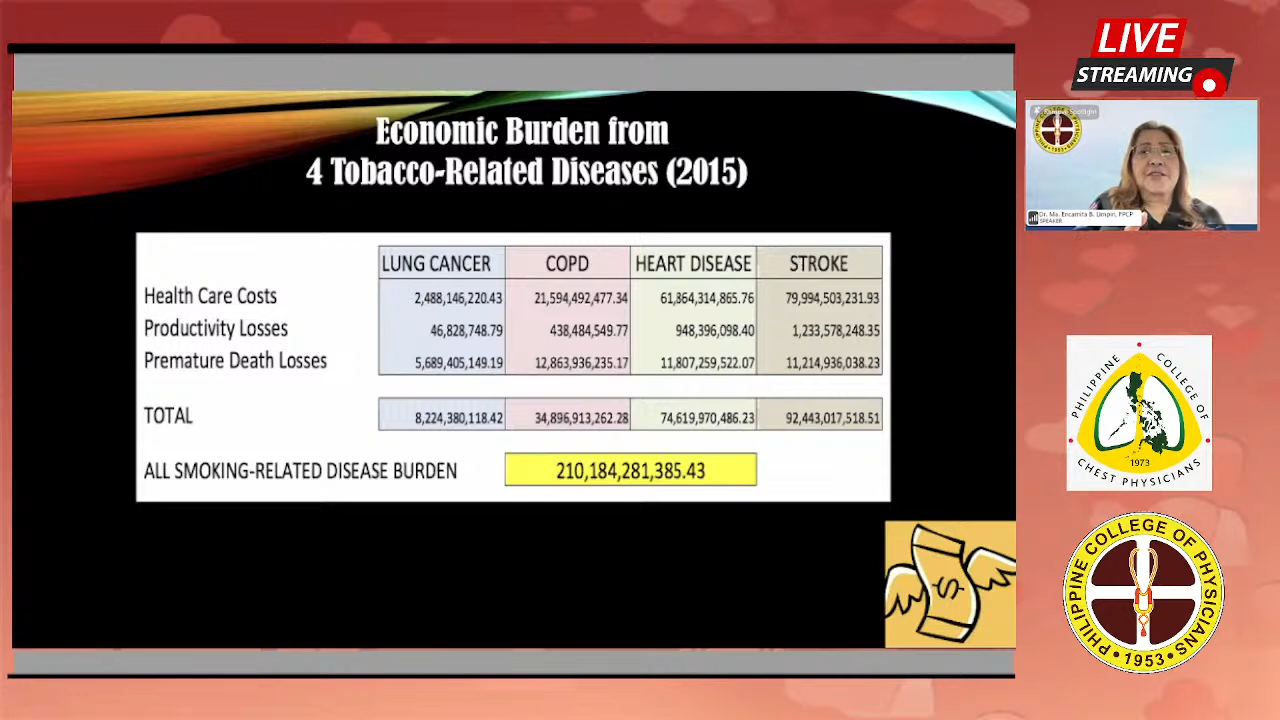 LIVE
STREAMING
Economic Burden from
4 Tobacco-Related Diseases (2015)
LUNG CANCER COPD HEART DISEASE STROKE
Health Care Costs 2,488,146,220.43 21,594,492,477.34 61,864,314,865.76 79,994,503,231.93
Productivity Losses 46,828,748.79 438,484,549.77 948,396,098.40 1,233,578,248.35
Premature Death Losses 5,689,405,149.19 12,863,936,235.17 11,807,259,522.07 11,214,936,038.23
TOTAL 8,224,380,118.42 34,896,913,262.28 74,619,970,486.23 92,443,017,518.51
ALL SMOKING-RELATED DISEASE BURDEN 210,184,281,385.43
$
Dr. Ma. Encarnita B. Limpin, FPCP
SPEAKER
PHILIPPINE COLLEGE OF
CHEST PHYSICIANS
1973
PHILIPPINE COLLEGE OF PHYSICIANS
1953